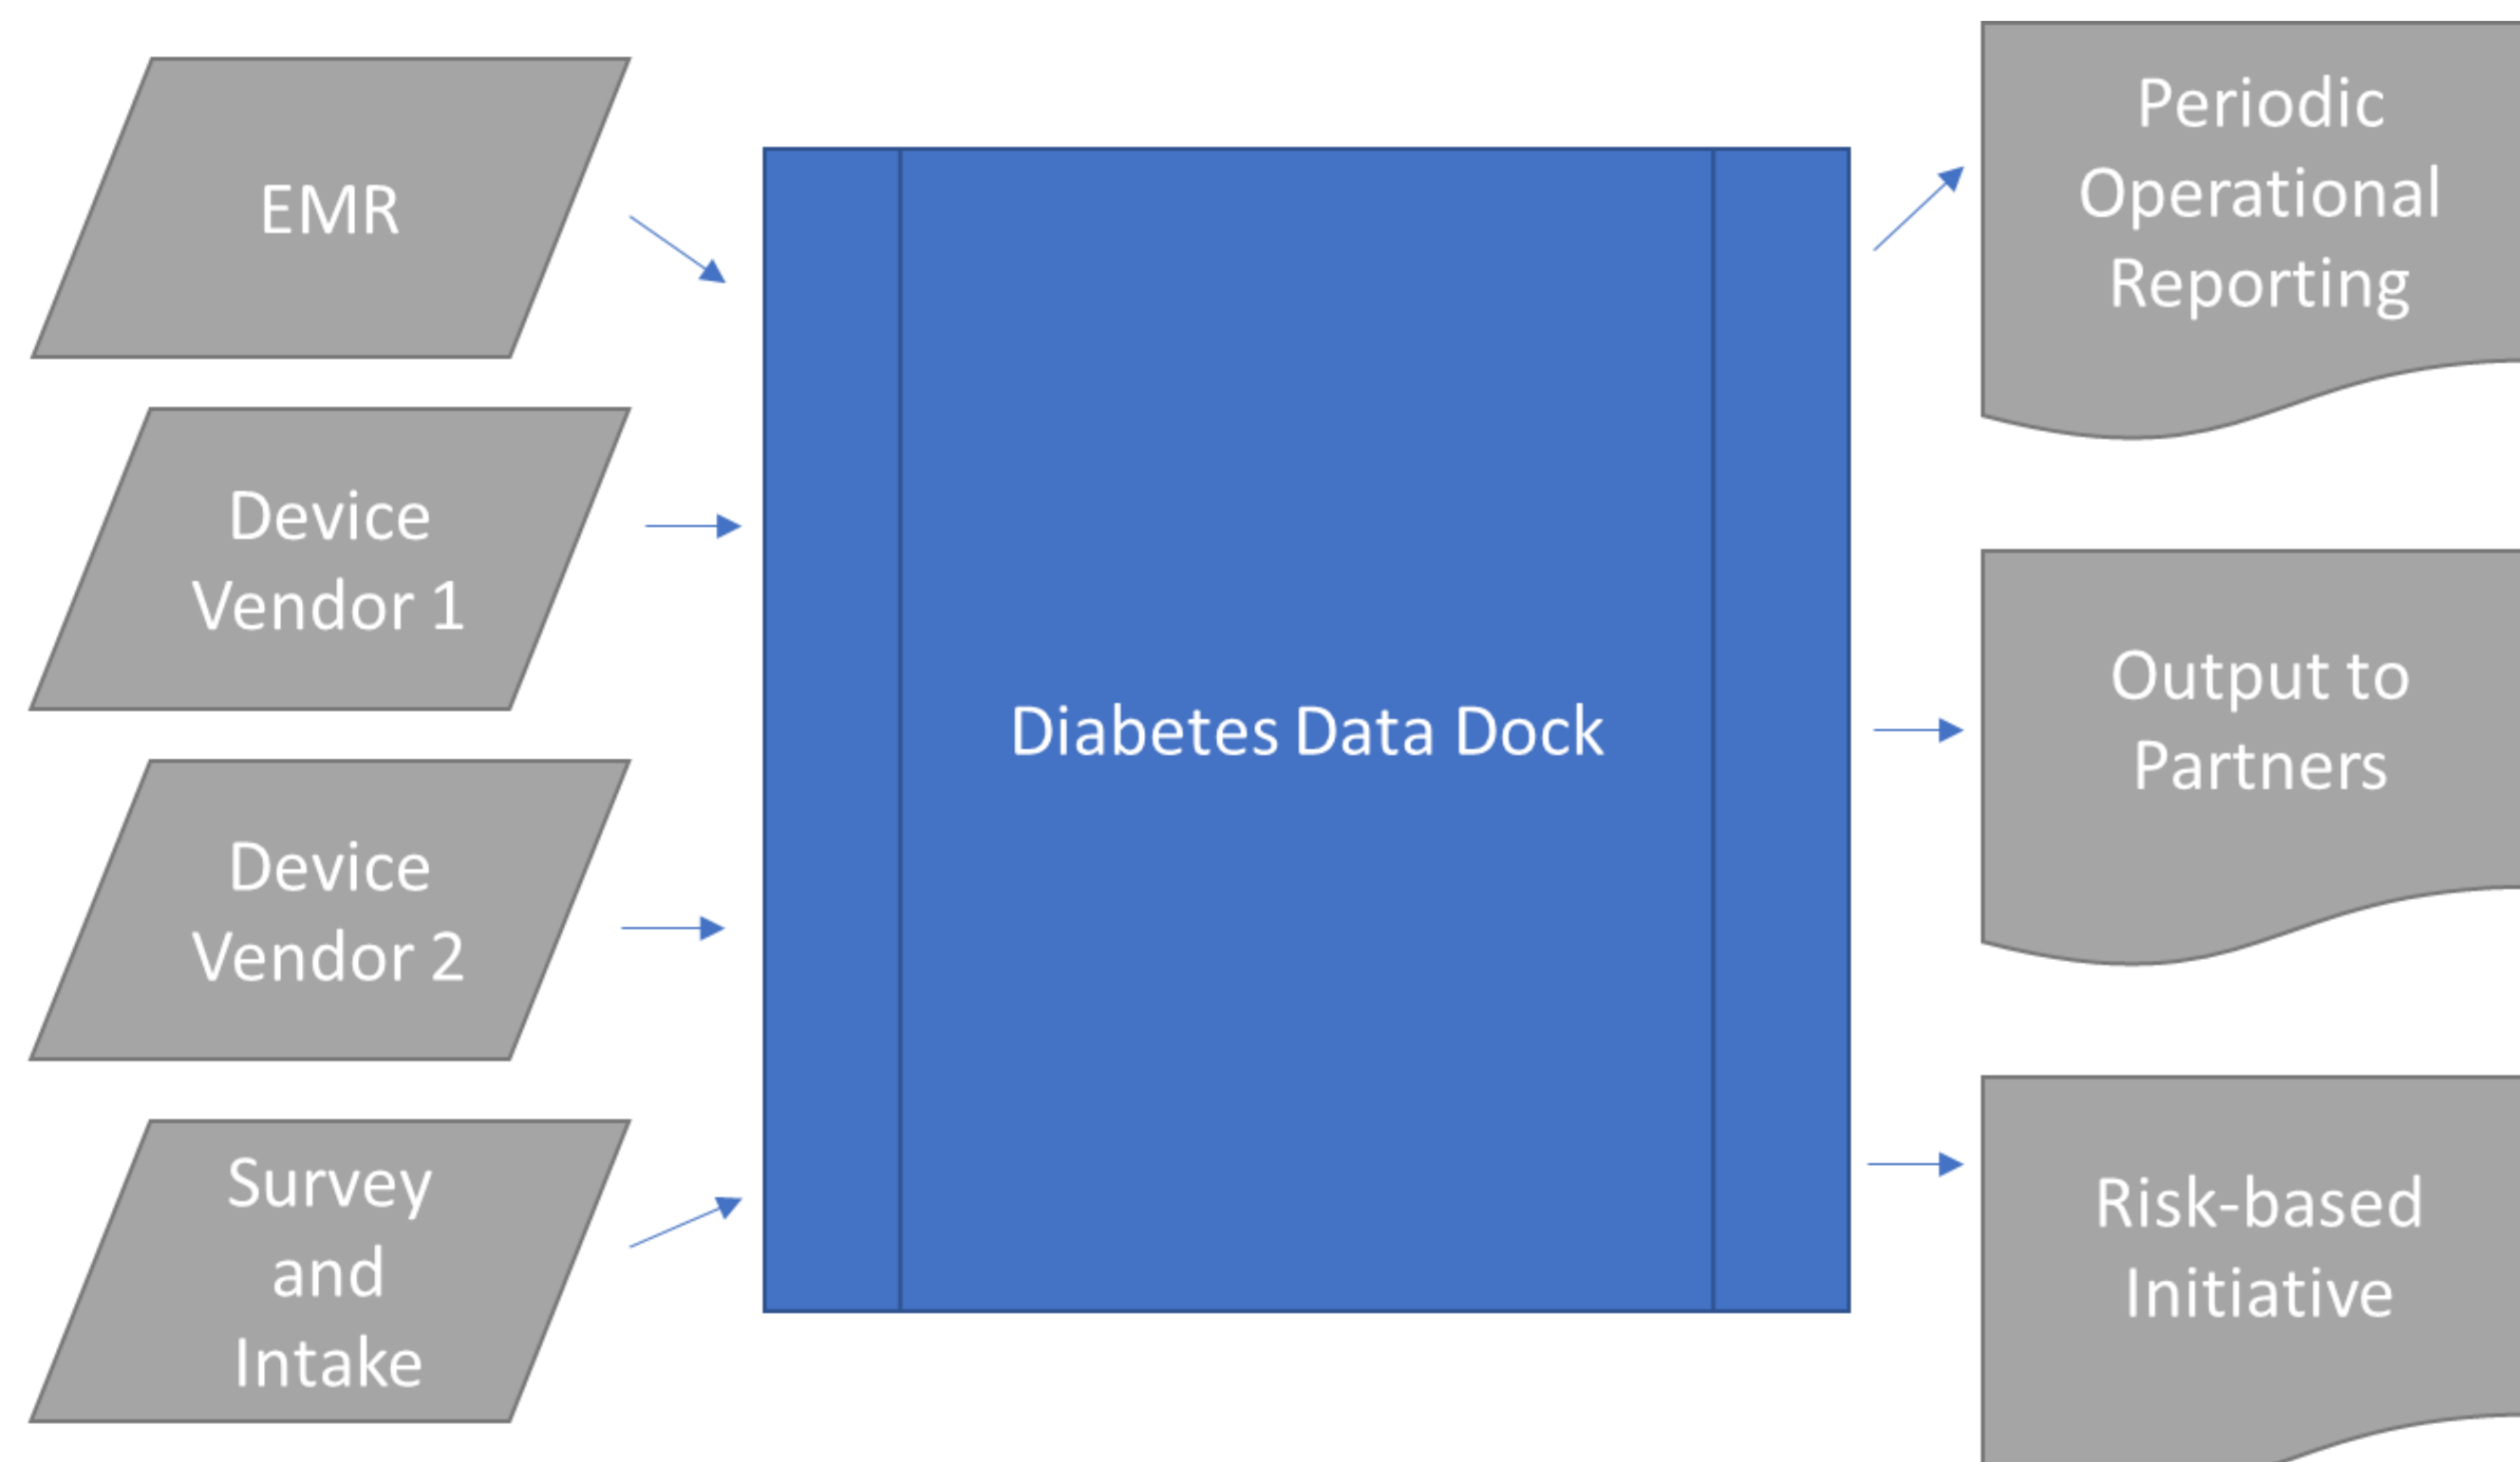 EMR
Device
Vendor 1
Device
Vendor 2
Survey
and
Intake
Diabetes Data Dock
Periodic
Operational
Reporting
Output to
Partners
Risk-based
Initiative